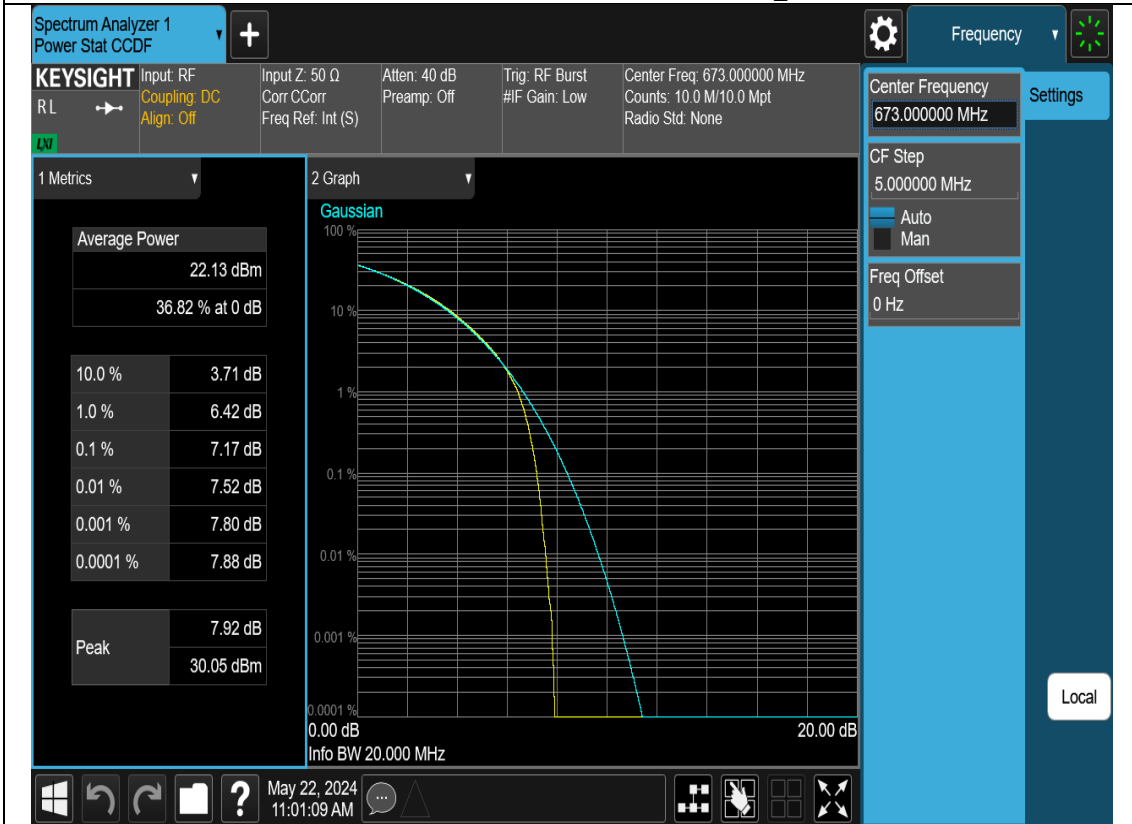 Spectrum Analyzer 1
Power Stat CCDF
Frequency
KEYSIGHT
RL
LXI
Input: RF
Coupling: DC
Align: Off
Input Z: 50 Ω
Corr CCorr
Freq Ref: Int (S)
Atten: 40 dB
Preamp: Off
Trig: RF Burst
#IF Gain: Low
Center Freq: 673.000000 MHz
Counts: 10.0 M/10.0 Mpt
Radio Std: None
Center Frequency
673.000000 MHz
Settings
CF Step
5.000000 MHz
Auto
Man
Freq Offset
0 Hz
Local
1 Metrics
Average Power
22.13 dBm
36.82 % at 0 dB
10.0 % 3.71 dB
1.0 % 6.42 dB
0.1 % 7.17 dB
0.01 % 7.52 dB
0.001 % 7.80 dB
0.0001 % 7.88 dB
Peak 7.92 dB
30.05 dBm
2 Graph
Gaussian
100 %
10 %
1 %
0.1 %
0.01 %
0.001 %
0.0001 %
0.00 dB 20.00 dB
Info BW 20.000 MHz
?
May 22, 2024
11:01:09 AM